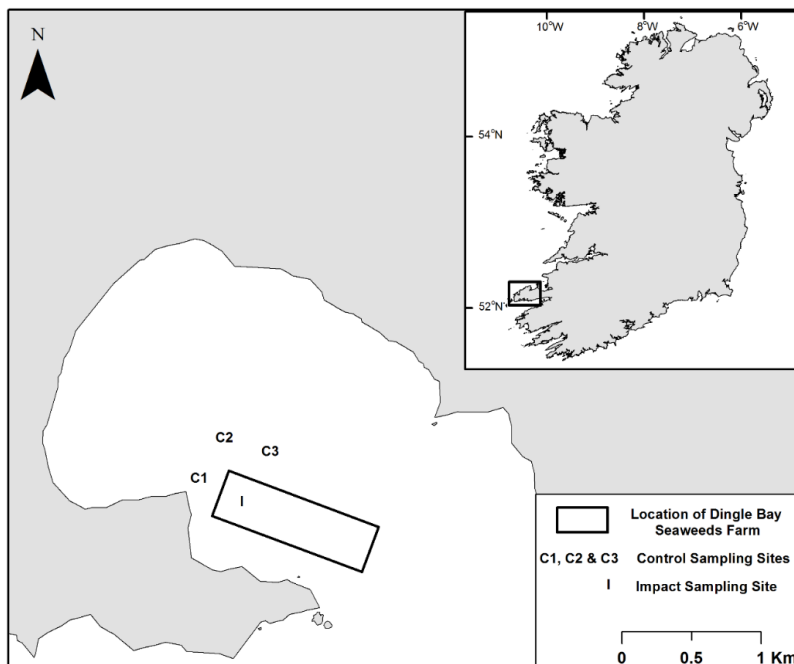 N
10°W
8°W
6°W
54°N
52°N
C2
C3
C1
I
Location of Dingle Bay
Seaweeds Farm
C1, C2 & C3 Control Sampling Sites
I Impact Sampling Site
0 0.5 1 Km